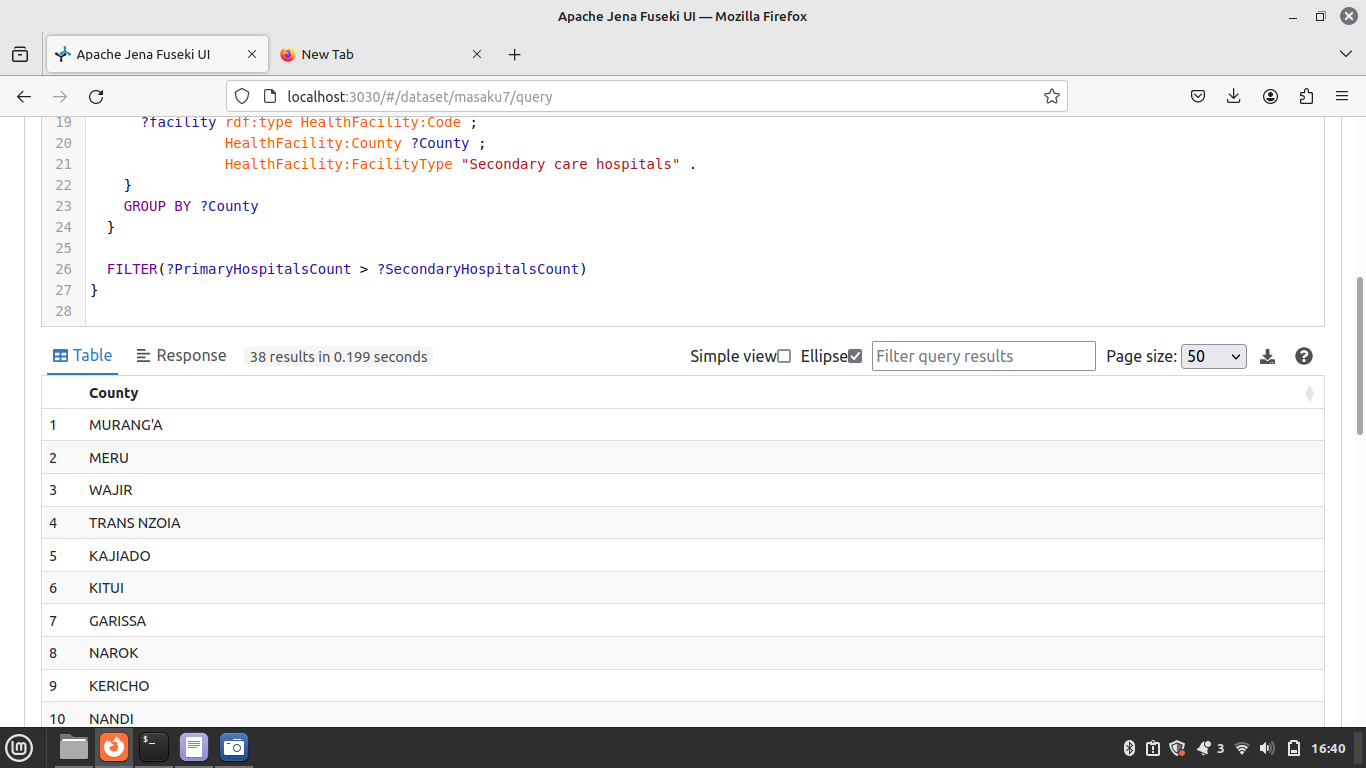 Apache Jena Fuseki UI — Mozilla Firefox
Apache Jena Fuseki UI
New Tab
localhost:3030/#/dataset/masaku7/query
19 ?facility rdf:type HealthFacility:Code ;
20 HealthFacility:County ?County ;
21 HealthFacility:FacilityType "Secondary care hospitals" .
22 }
23 GROUP BY ?County
24 }
25
26 FILTER(?PrimaryHospitalsCount > ?SecondaryHospitalsCount)
27 }
28
Table Response 38 results in 0.199 seconds Simple view Ellipse Filter query results Page size: 50
County
1 MURANG'A
2 MERU
3 WAJIR
4 TRANS NZOIA
5 KAJIADO
6 KITUI
7 GARISSA
8 NAROK
9 KERICHO
10 NANDI
3 16:40